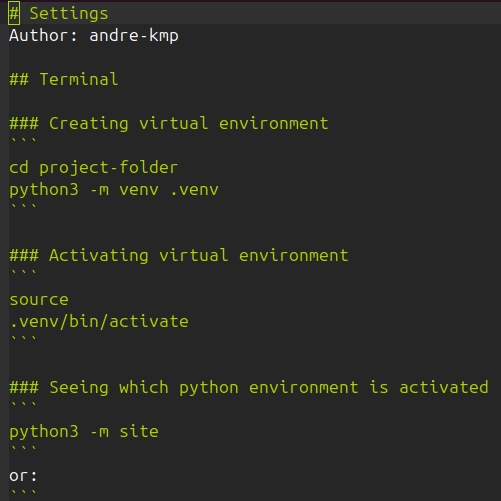 # Settings
Author: andre-kmp
## Terminal
### Creating virtual environment
```
cd project-folder
python3 -m venv .venv
```
### Activating virtual environment
```
source
.venv/bin/activate
```
### Seeing which python environment is activated
```
python3 -m site
```
or:
```